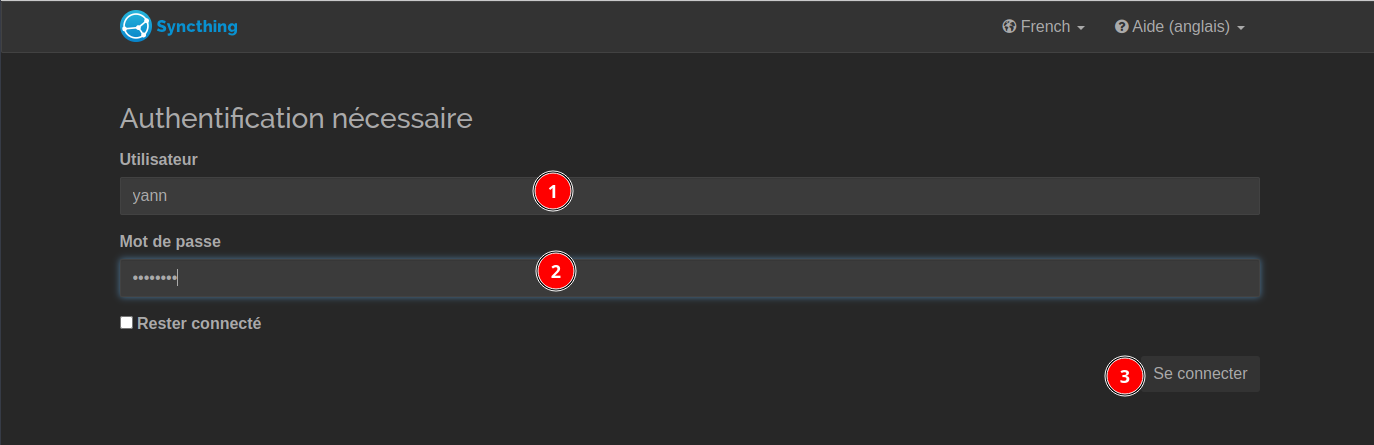 Syncthing French Aide (anglais)
Authentification nécessaire
Utilisateur
yann 1
Mot de passe
•••••••• 2
Rester connecté
3 Se connecter